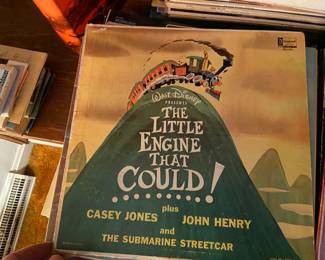 WALT DISNEY
PRESENTS
THE
LITTLE
ENGINE
THAT
COULD!
plus
CASEY JONES JOHN HENRY
and
THE SUBMARINE STREETCAR